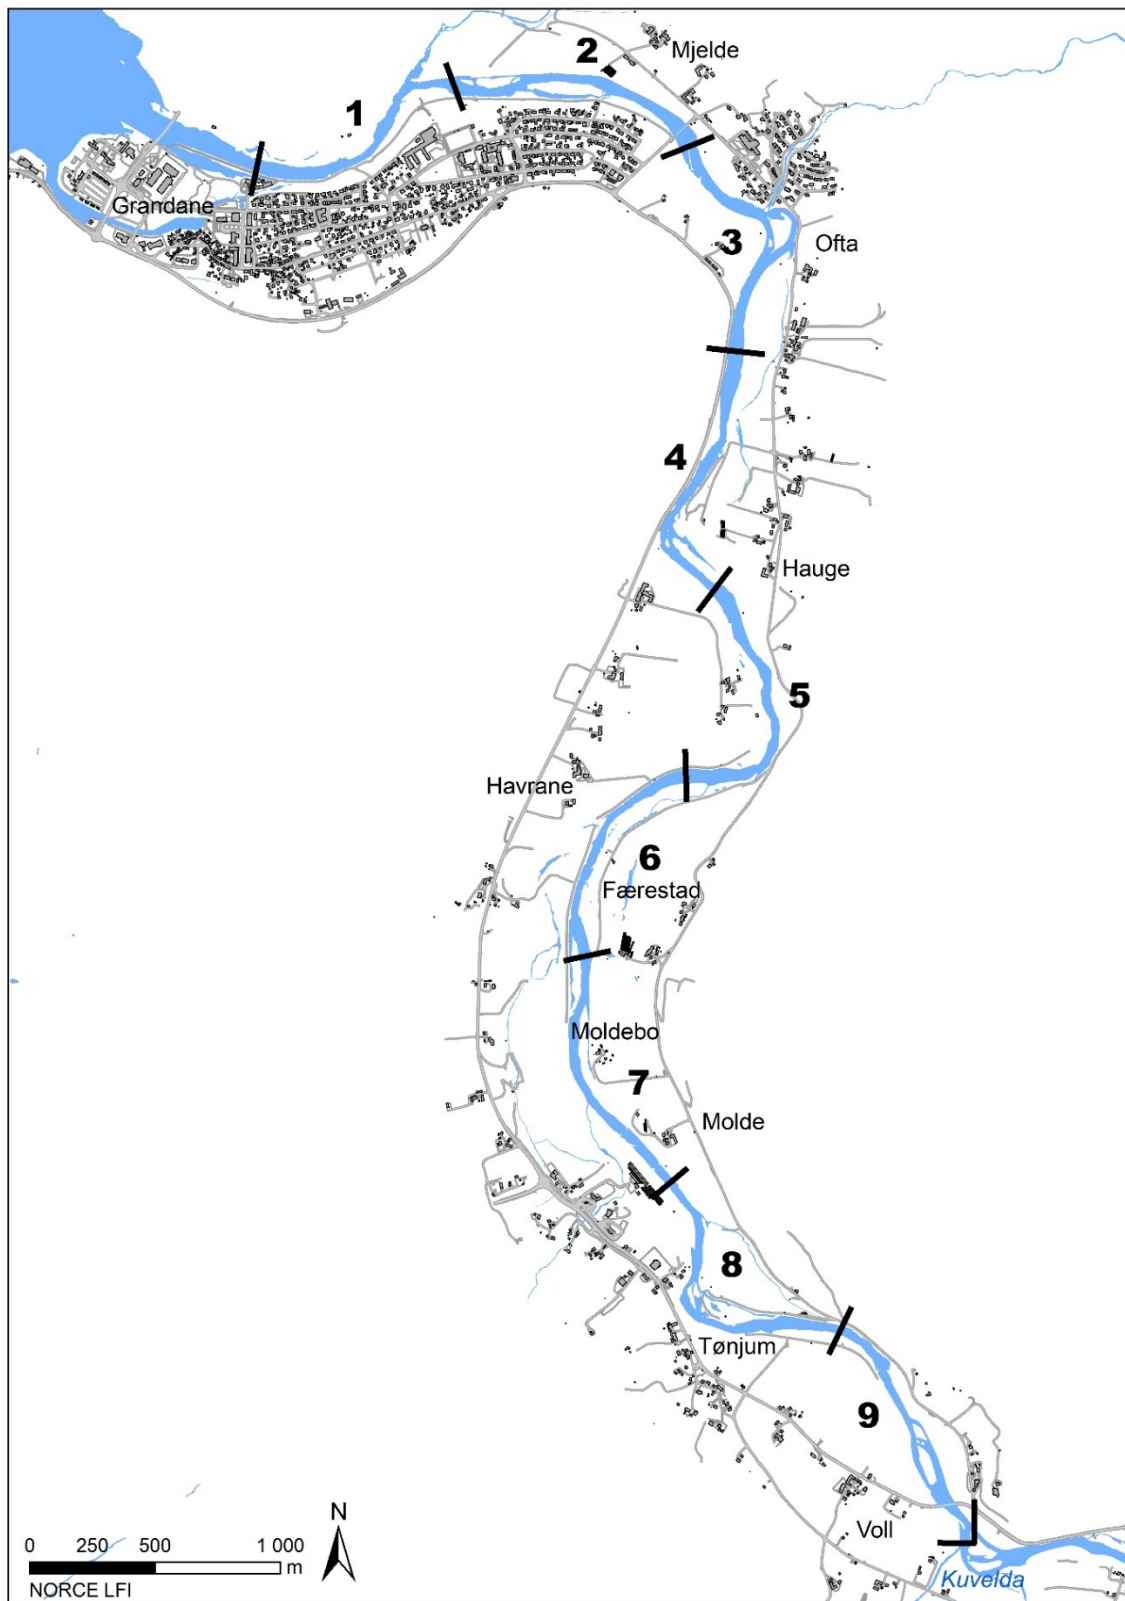 2
Mjelde
1
Grandane
3
Ofta
4
Hauge
5
Havrane
6
Færestad
Moldebo
7
Molde
8
Tønjum
9
Voll
Kuvelda
N
0 250 500 1 000
m
NORCE LFI